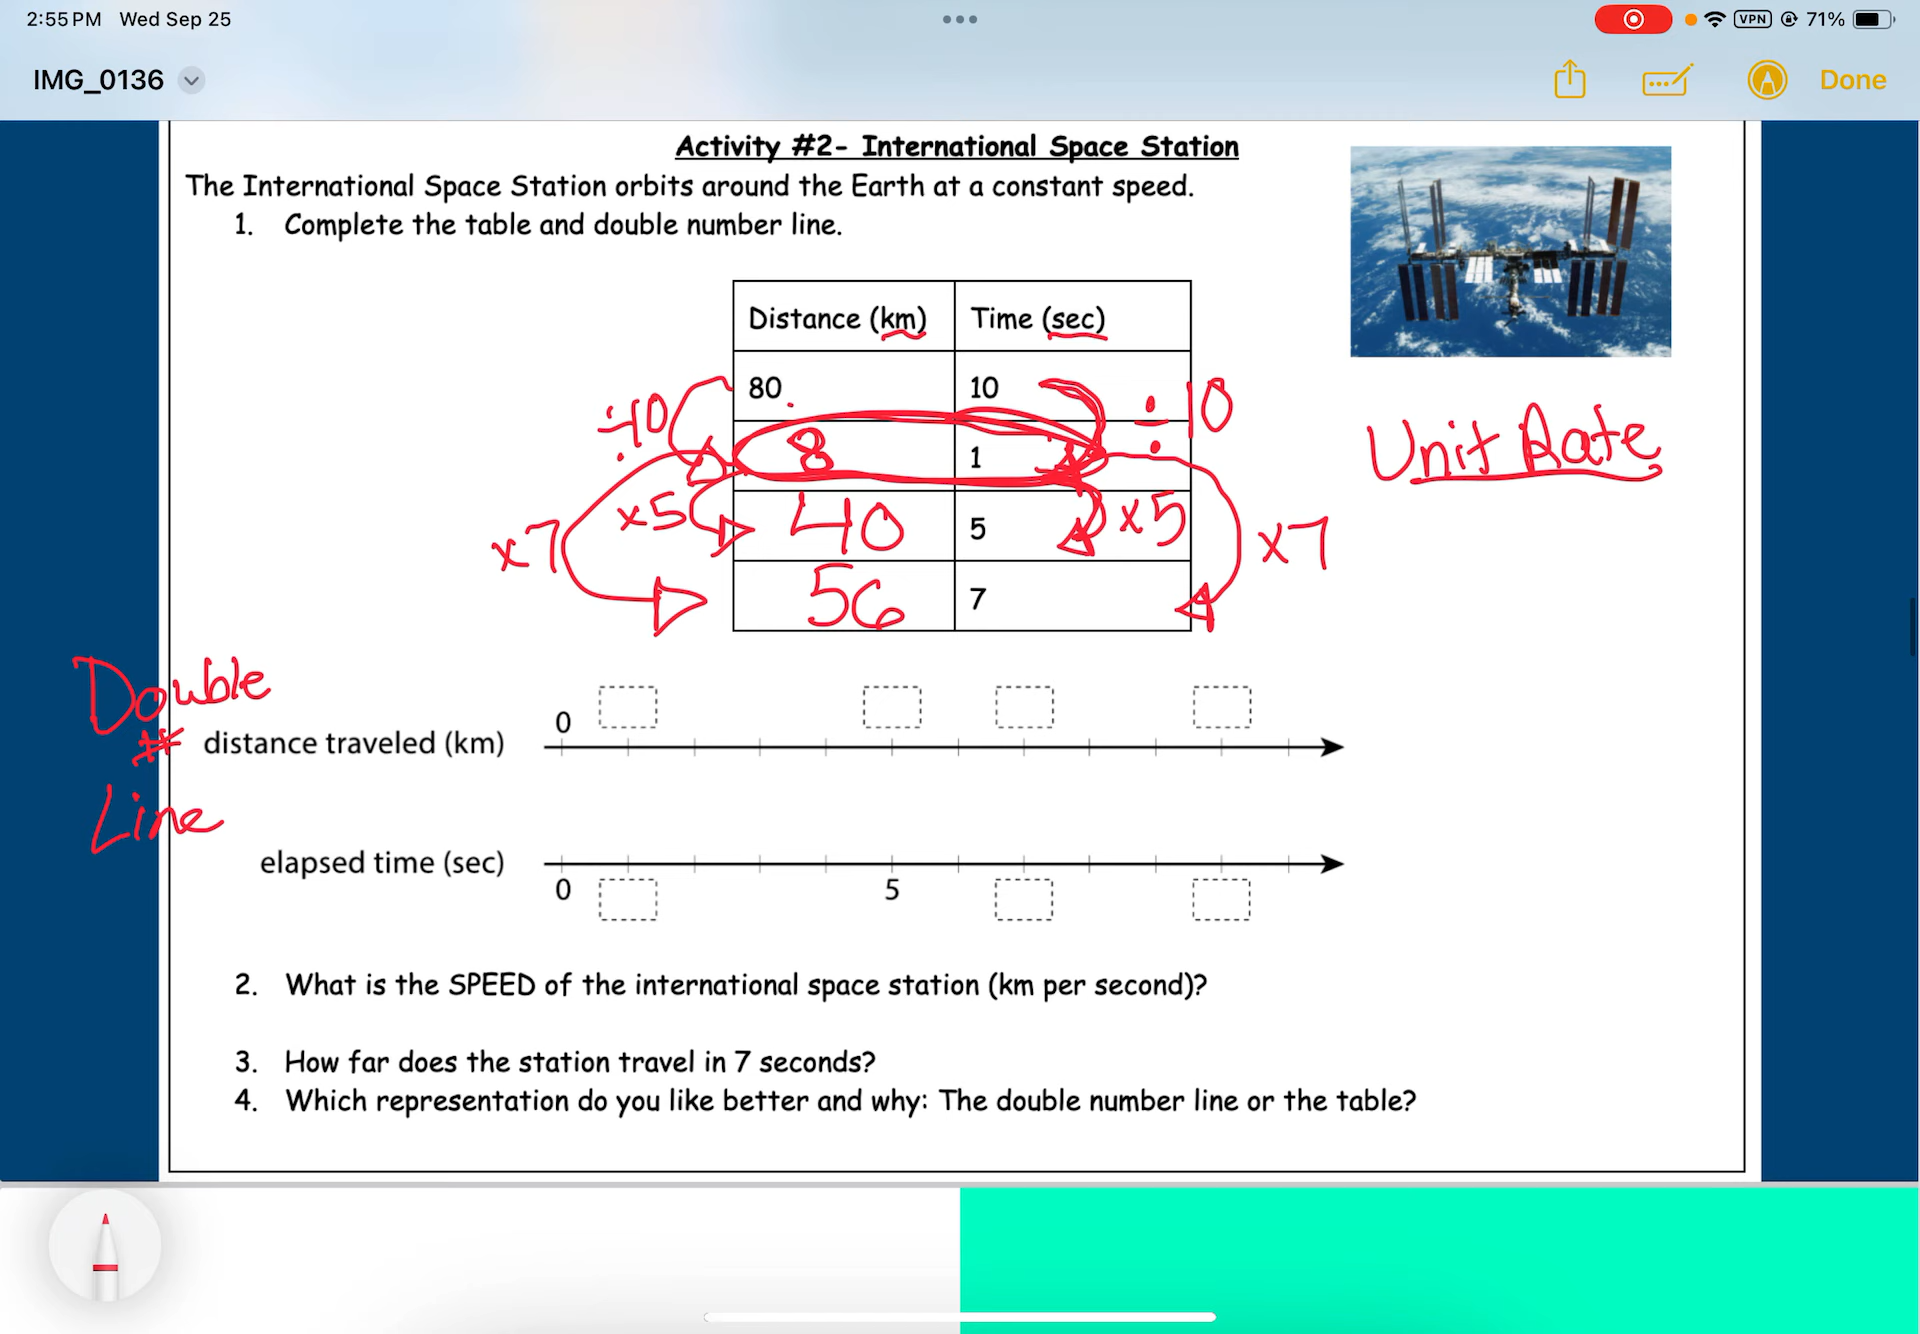 2:55 PM Wed Sep 25
VPN 71%
IMG_0136
Done
Activity #2- International Space Station
The International Space Station orbits around the Earth at a constant speed.
1. Complete the table and double number line.
Distance (km) Time (sec)
80 10
÷10 ÷10
8 1
Unit Rate
x5 40 5 x5
x7 x7
56 7
Double
#
Line
0
distance traveled (km)
elapsed time (sec)
0 5
2. What is the SPEED of the international space station (km per second)?
3. How far does the station travel in 7 seconds?
4. Which representation do you like better and why: The double number line or the table?